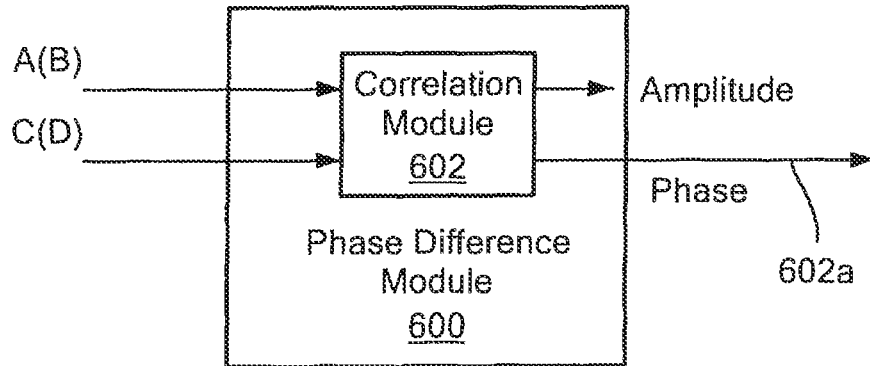 A(B)
C(D)
Correlation
Module
602
Amplitude
Phase
602a
Phase Difference
Module
600